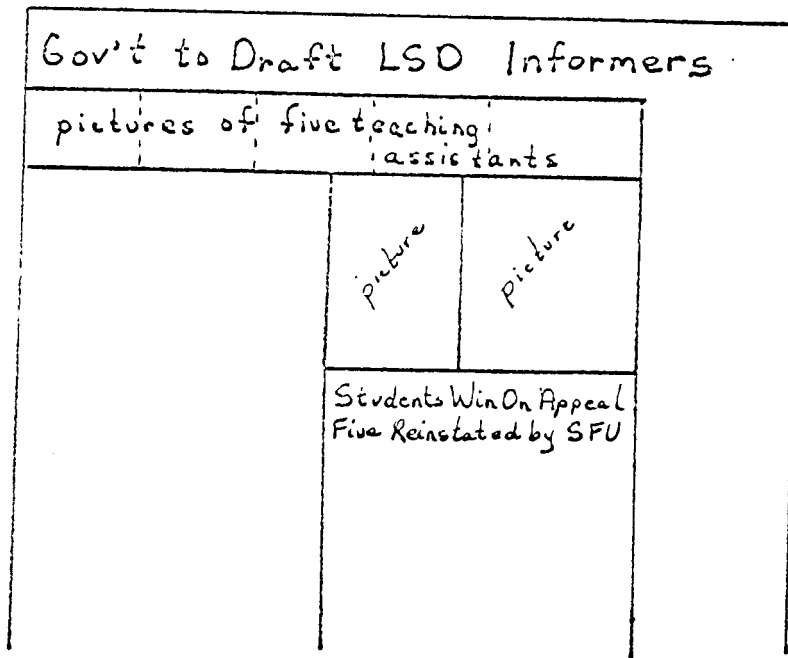 Gov't to Draft LSD Informers
pictures of five teaching
assistants
picture
picture
Students Win On Appeal
Five Reinstated by SFU